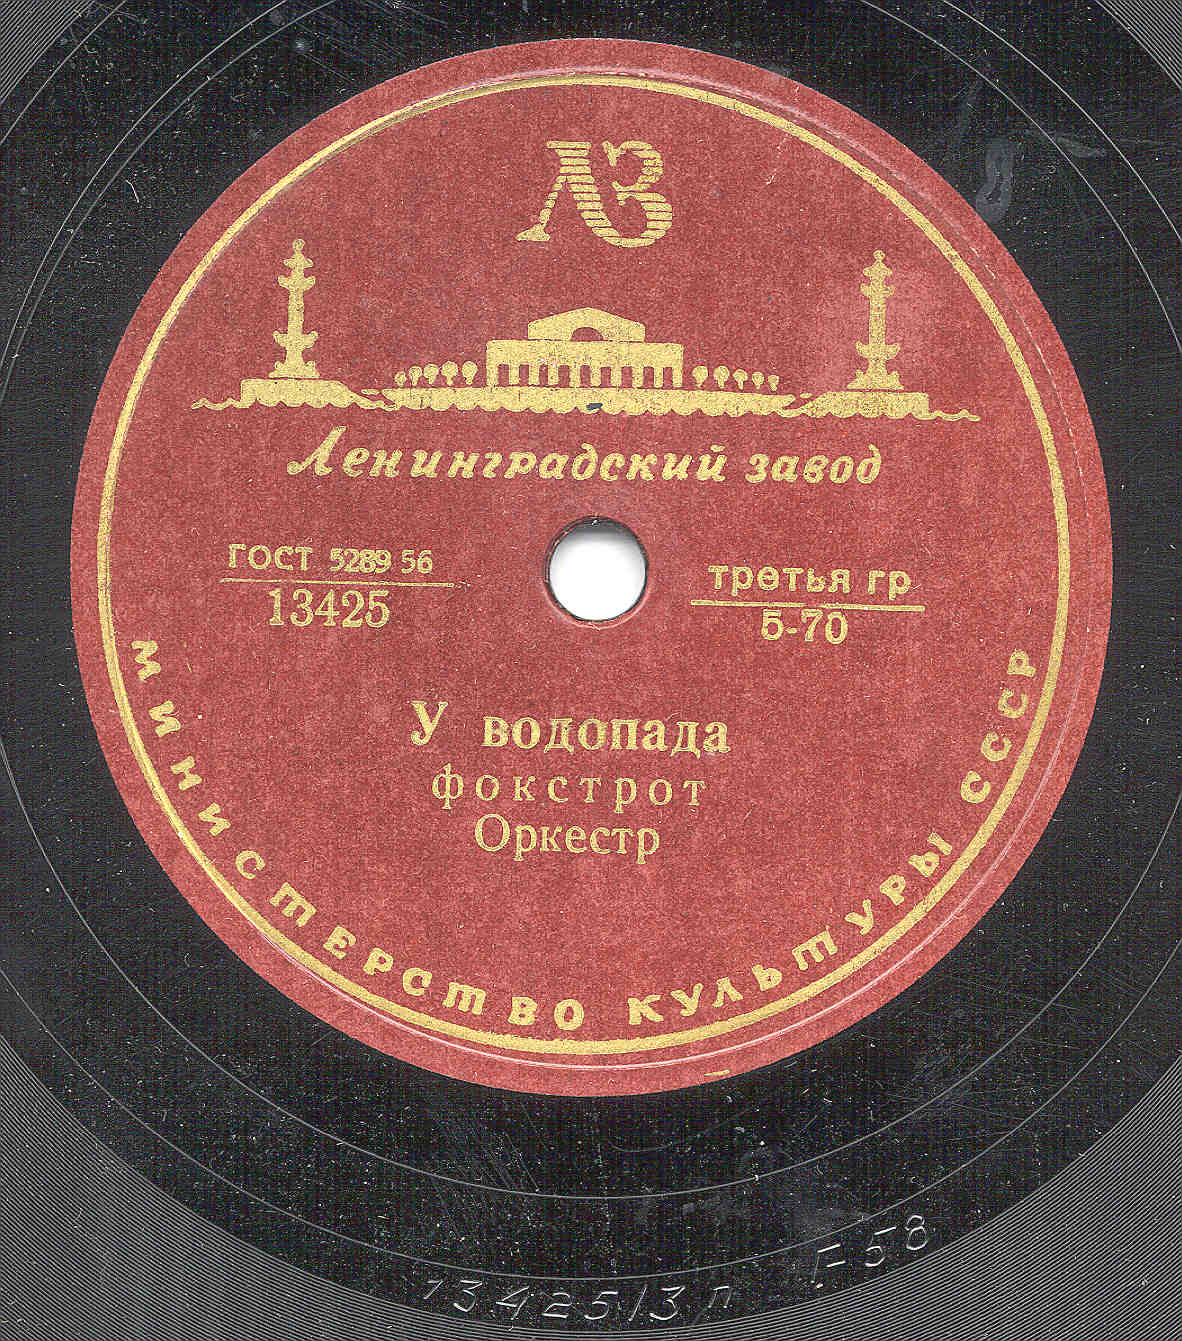 ЛЗ
Ленинградский завод
ГОСТ 5289 56
13425
третья гр
5-70
У водопада
фокстрот
Оркестр
МИНИСТЕРСТВО КУЛЬТУРЫ СССР
13425/3 Л
F-58